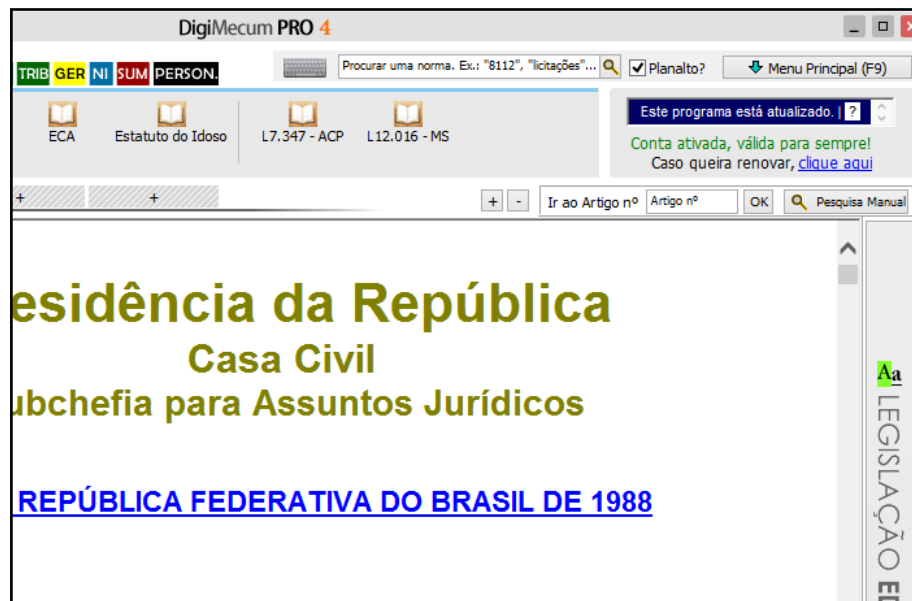 DigiMecum PRO 4
TRIB GER NI SUM PERSON.
Procurar uma norma. Ex.: "8112", "licitações"...
Planalto?
Menu Principal (F9)
ECA
Estatuto do Idoso
L7.347 - ACP
L12.016 - MS
Este programa está atualizado. | ?
Conta ativada, válida para sempre!
Caso queira renovar, clique aqui
+ +
+ -
Ir ao Artigo nº
Artigo nº
OK
Pesquisa Manual
esidência da República
Casa Civil
ubchefia para Assuntos Jurídicos
REPÚBLICA FEDERATIVA DO BRASIL DE 1988
Aa LEGISLAÇÃO